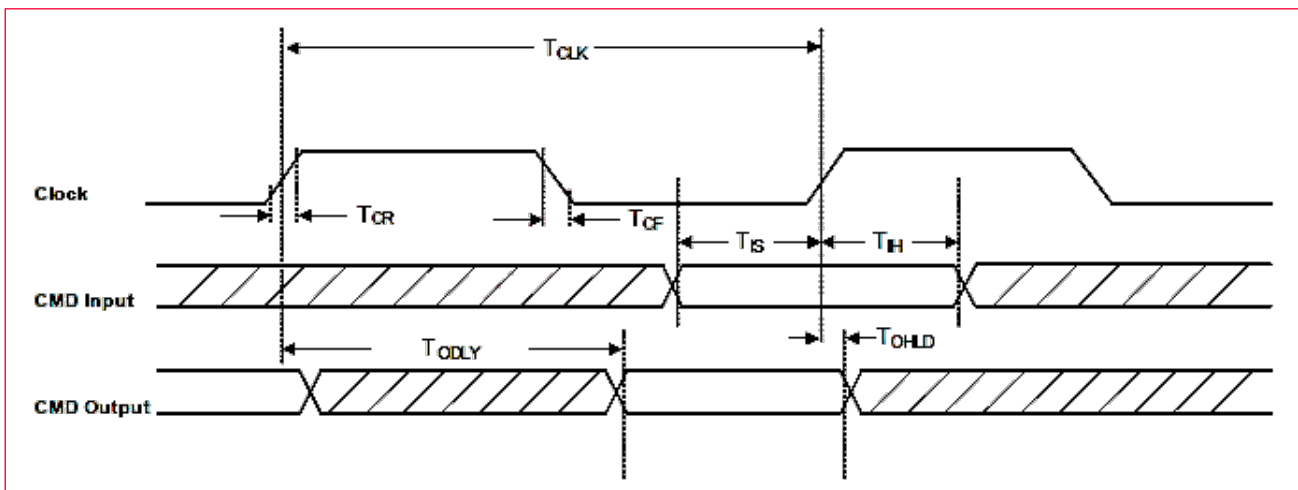 TCLK
Clock
TCR
TCF
TIS
TIH
CMD Input
TODLY
TOHLD
CMD Output